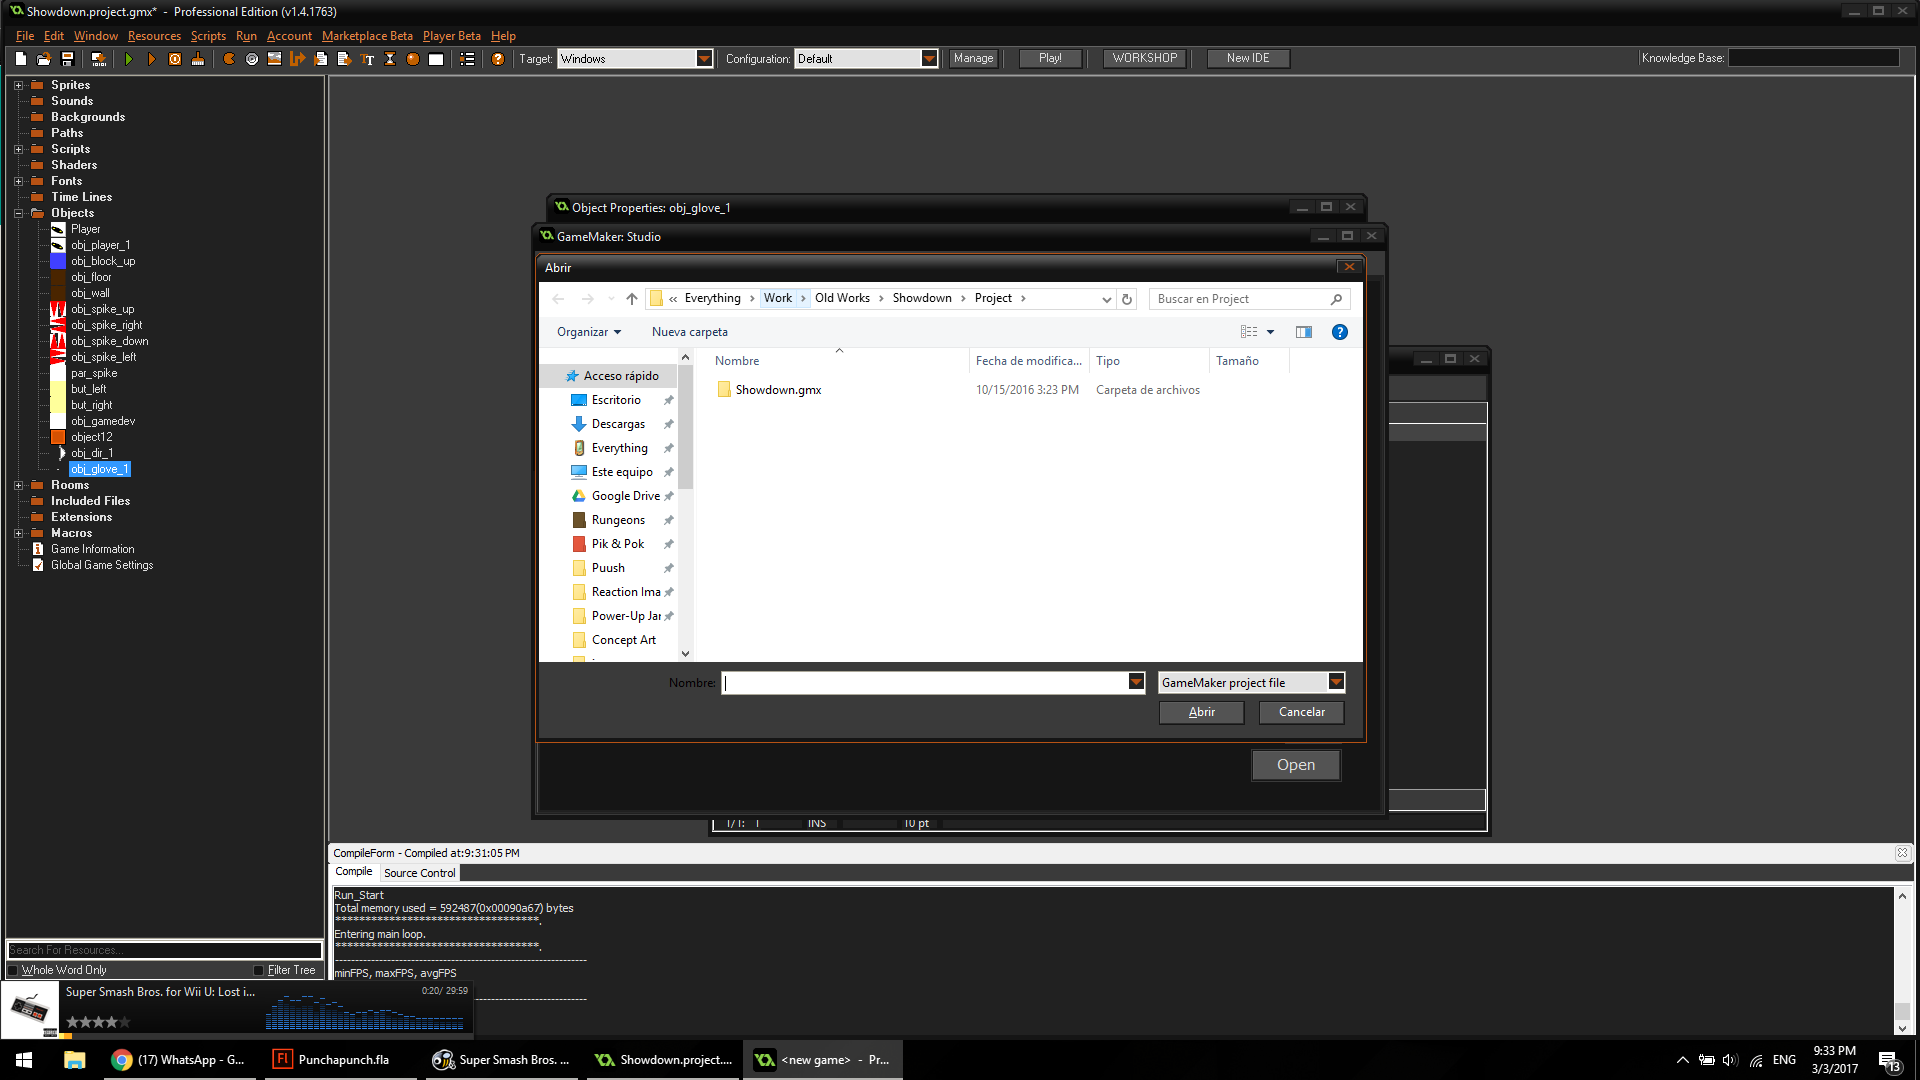 Showdown.project.gmx* - Professional Edition (v1.4.1763)
File Edit Window Resources Scripts Run Account Marketplace Beta Player Beta Help
Target: Windows Configuration: Default Manage Play! WORKSHOP New IDE Knowledge Base:
Sprites
Sounds
Backgrounds
Paths
Scripts
Shaders
Fonts
Time Lines
Objects
Player
obj_player_1
obj_block_up
obj_floor
obj_wall
obj_spike_up
obj_spike_right
obj_spike_down
obj_spike_left
par_spike
but_left
but_right
obj_gamedev
object12
obj_dir_1
obj_glove_1
Rooms
Included Files
Extensions
Macros
Game Information
Global Game Settings
Search For Resources...
Whole Word Only Filter Tree
Object Properties: obj_glove_1
GameMaker: Studio
Abrir
« Everything > Work > Old Works > Showdown > Project >
Buscar en Project
Organizar Nueva carpeta
Nombre Fecha de modifica... Tipo Tamaño
Showdown.gmx 10/15/2016 3:23 PM Carpeta de archivos
Acceso rápido
Escritorio
Descargas
Everything
Este equipo
Google Drive
Rungeons
Pik & Pok
Puush
Reaction Ima
Power-Up Jar
Concept Art
Nombre: GameMaker project file
Abrir Cancelar
Open
1/1: 1 INS 10 pt
CompileForm - Compiled at:9:31:05 PM
Compile Source Control
Run_Start
Total memory used = 592487(0x00090a67) bytes
**********************************.
Entering main loop.
**********************************.
minFPS, maxFPS, avgFPS
Super Smash Bros. for Wii U: Lost i... 0:20/ 29:59
(17) WhatsApp - G... Punchapunch.fla Super Smash Bros. ... Showdown.project.... <new game> - Pr...
ENG
9:33 PM
3/3/2017
13